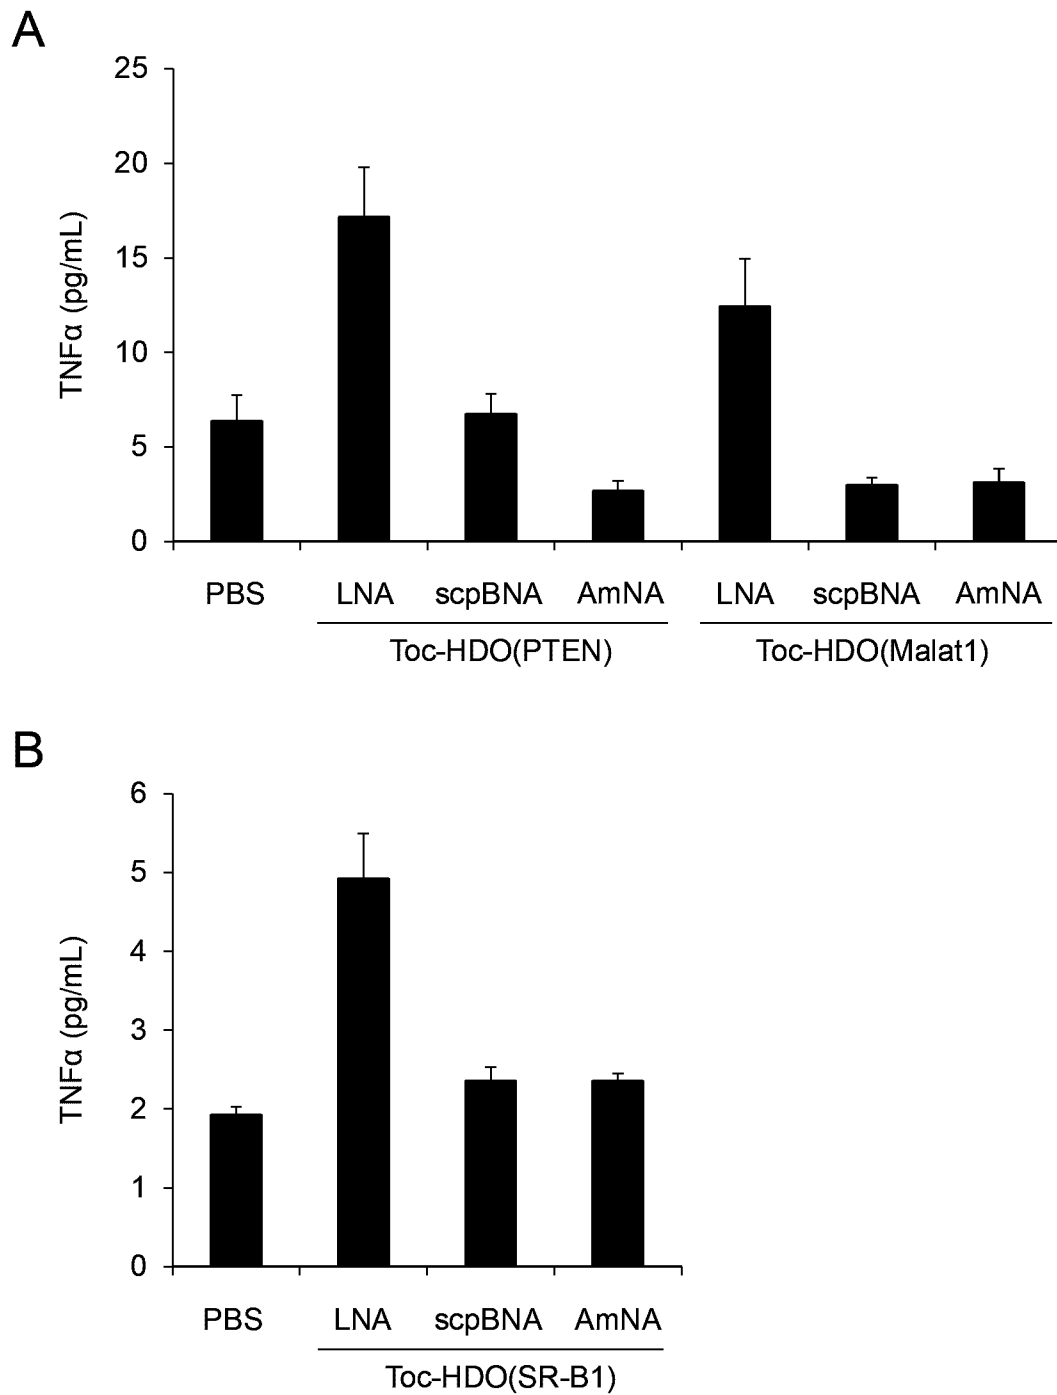 A
25
20
15
10
5
0
TNFα (pg/mL)
PBS LNA scpBNA AmNA LNA scpBNA AmNA
Toc-HDO(PTEN) Toc-HDO(Malat1)
B
6
5
4
3
2
1
0
TNFα (pg/mL)
PBS LNA scpBNA AmNA
Toc-HDO(SR-B1)